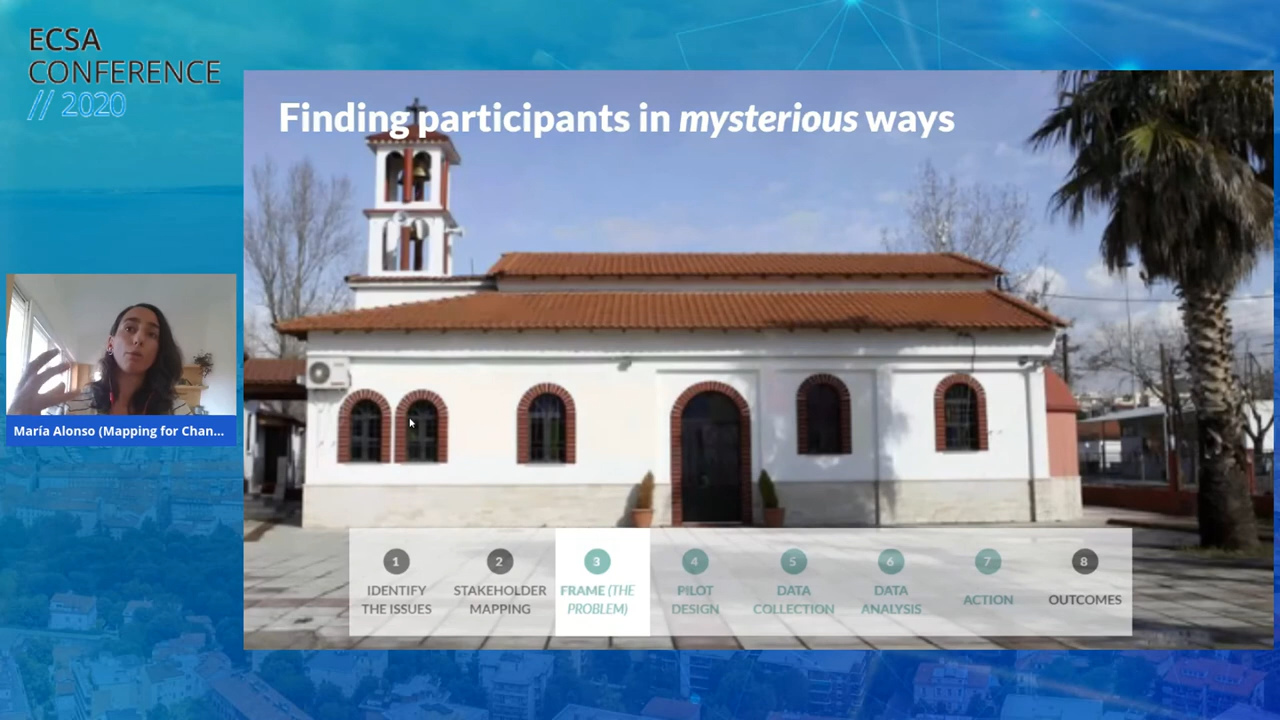 ECSA
CONFERENCE
// 2020
Finding participants in mysterious ways
María Alonso (Mapping for Chan...
1
IDENTIFY
THE ISSUES
2
STAKEHOLDER
MAPPING
3
FRAME (THE
PROBLEM)
4
PILOT
DESIGN
5
DATA
COLLECTION
6
DATA
ANALYSIS
7
ACTION
8
OUTCOMES